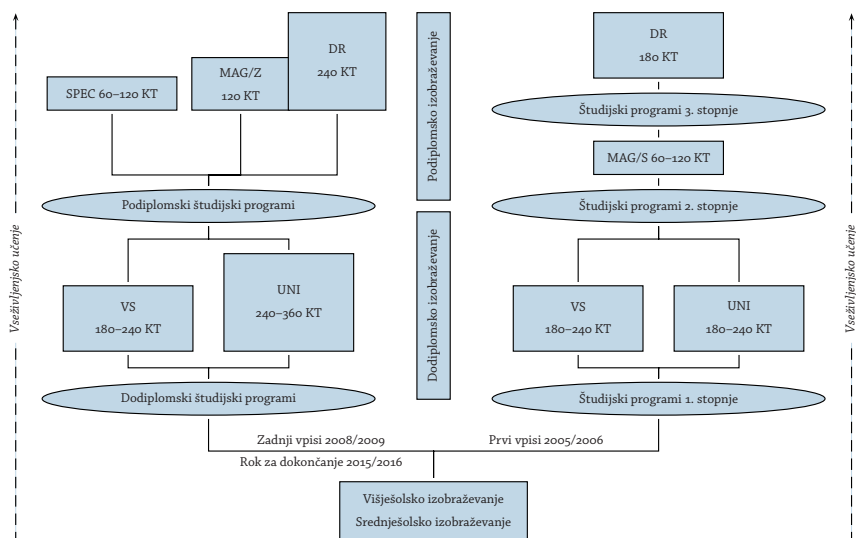 DR
240 KT
MAG/Z
120 KT
SPEC 60–120 KT
Podiplomski študijski programi
VS
180–240 KT
UNI
240–360 KT
Dodiplomski študijski programi
Vseživljenjsko učenje
Podiplomsko izobraževanje
Dodiplomsko izobraževanje
DR
180 KT
Študijski programi 3. stopnje
MAG/S 60–120 KT
Študijski programi 2. stopnje
VS
180–240 KT
UNI
180–240 KT
Študijski programi 1. stopnje
Vseživljenjsko učenje
Zadnji vpisi 2008/2009
Rok za dokončanje 2015/2016
Prvi vpisi 2005/2006
Višješolsko izobraževanje
Srednješolsko izobraževanje